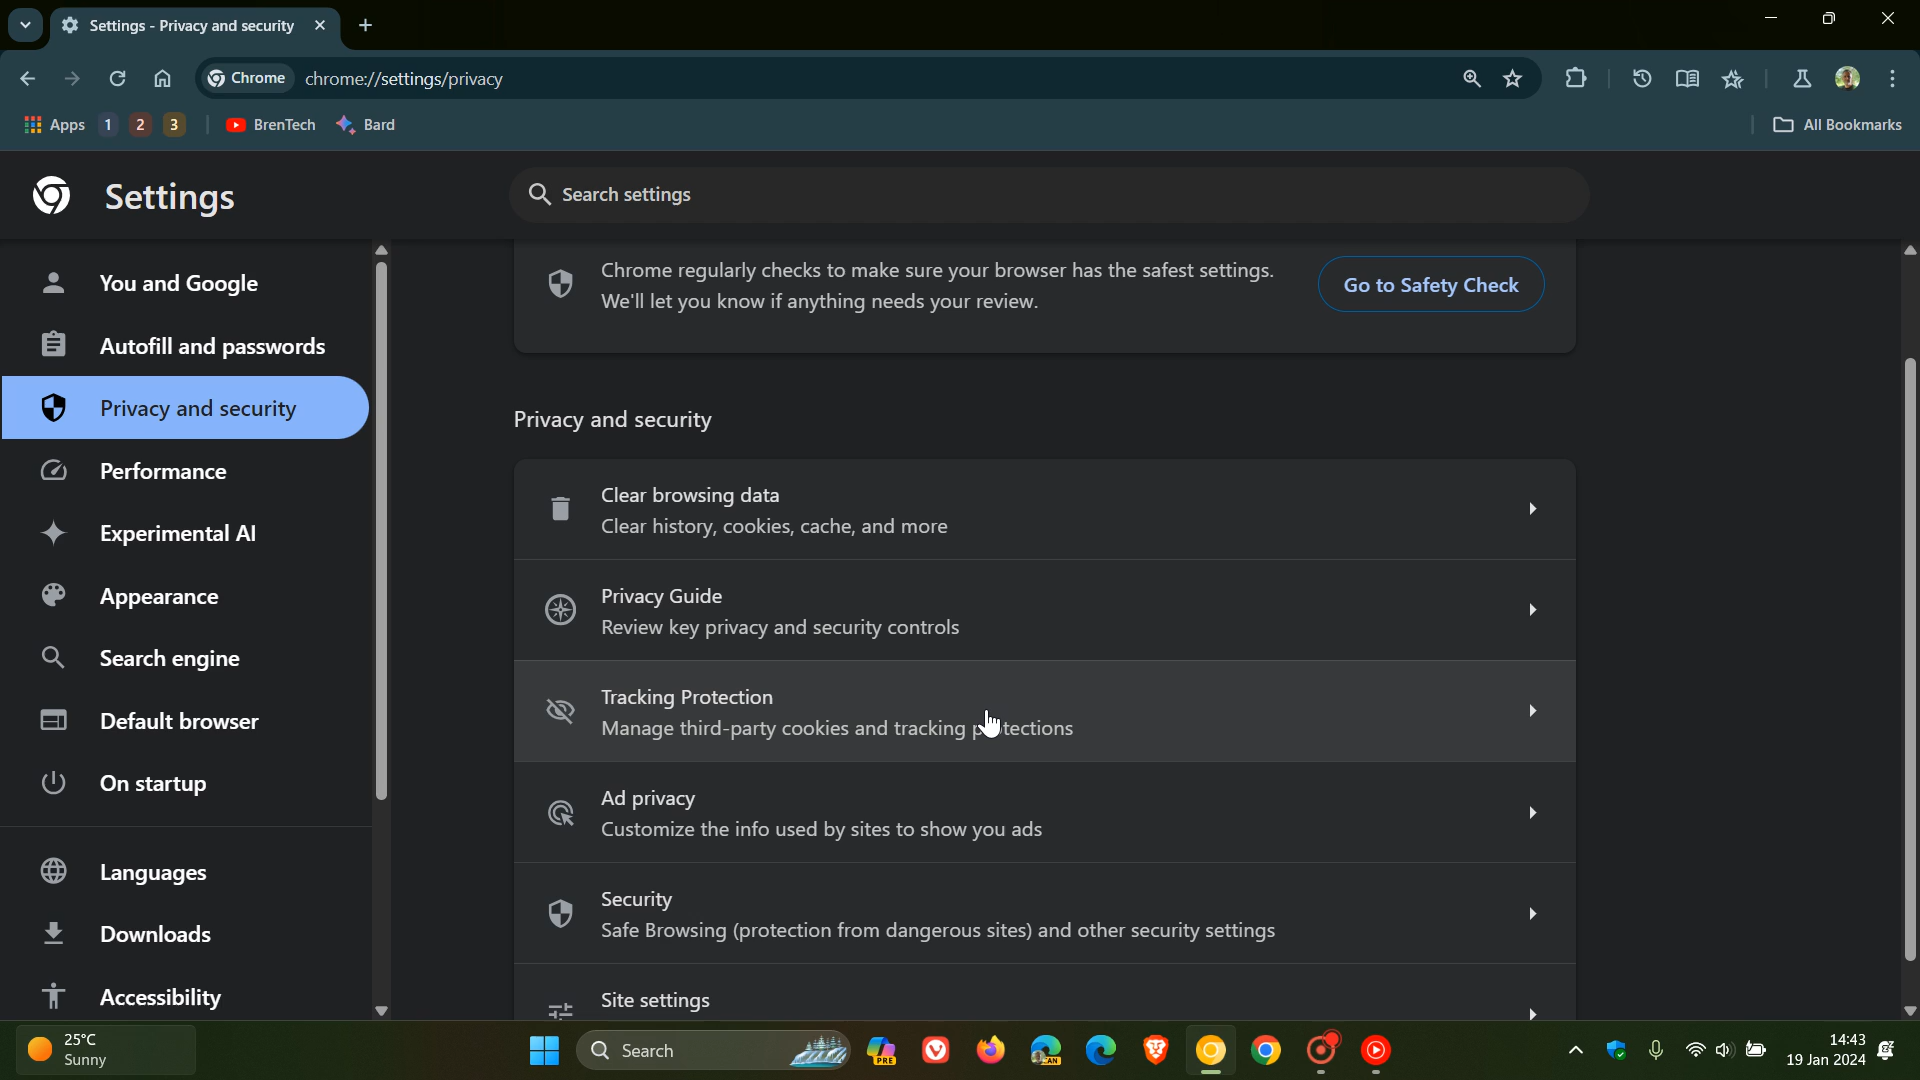 Settings - Privacy and security
Chrome
chrome://settings/privacy
Apps
1
2
3
BrenTech
Bard
All Bookmarks
Settings
Search settings
You and Google
Autofill and passwords
Privacy and security
Performance
Experimental AI
Appearance
Search engine
Default browser
On startup
Languages
Downloads
Accessibility
Chrome regularly checks to make sure your browser has the safest settings.
We'll let you know if anything needs your review.
Go to Safety Check
Privacy and security
Clear browsing data
Clear history, cookies, cache, and more
Privacy Guide
Review key privacy and security controls
Tracking Protection
Manage third-party cookies and tracking protections
Ad privacy
Customize the info used by sites to show you ads
Security
Safe Browsing (protection from dangerous sites) and other security settings
Site settings
25°C
Sunny
Search
PRE
CAN
14:43
19 Jan 2024